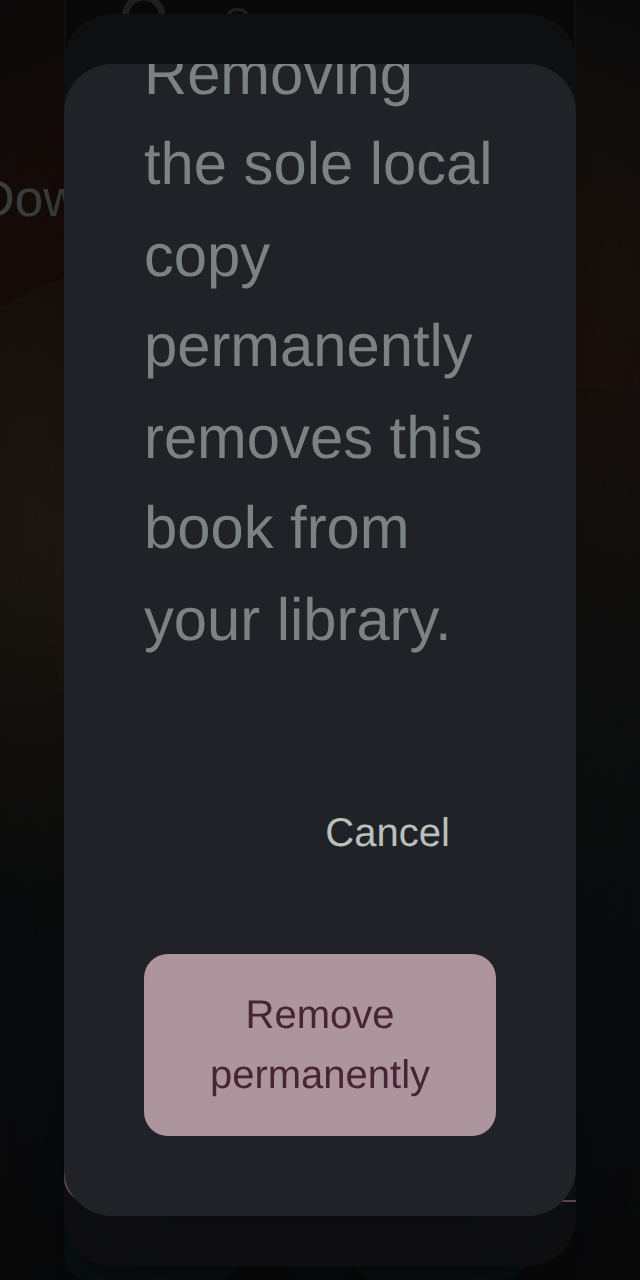 Removing
the sole local
copy
permanently
removes this
book from
your library.
Cancel
Remove
permanently